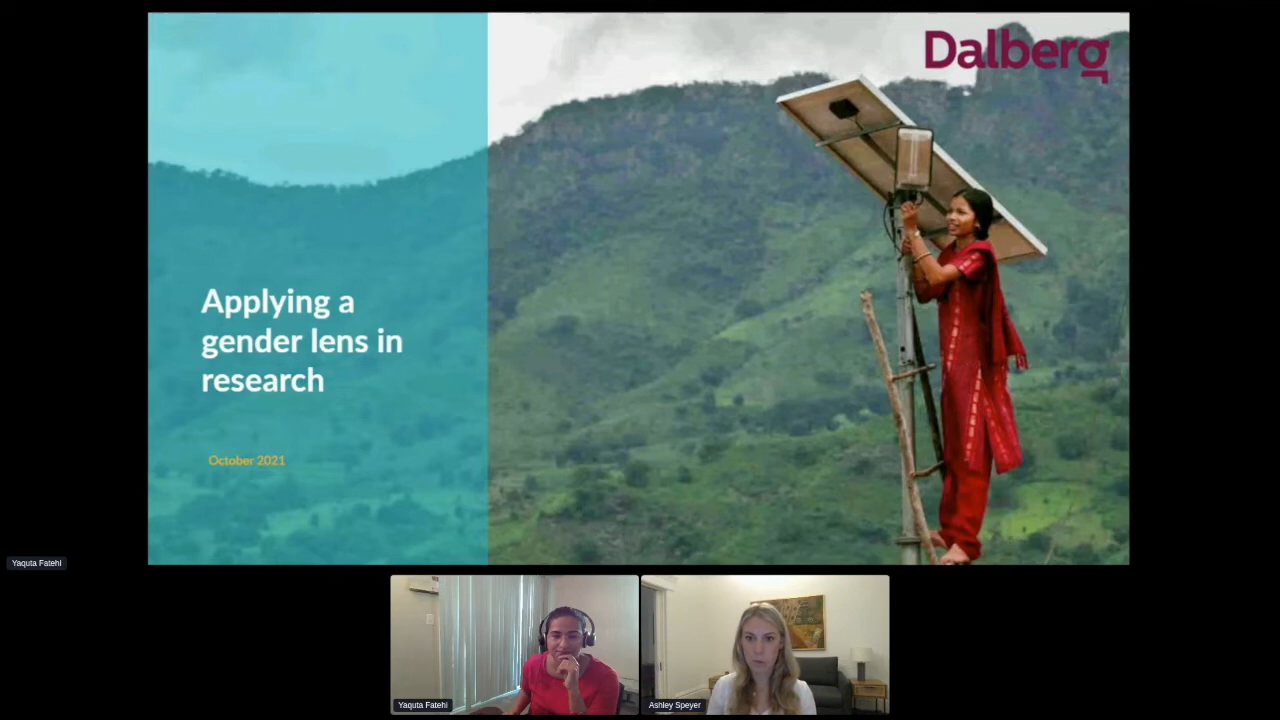 Dalberg
Applying a
gender lens in
research
October 2021
Yaquta Fatehi
Yaquta Fatehi
Ashley Speyer